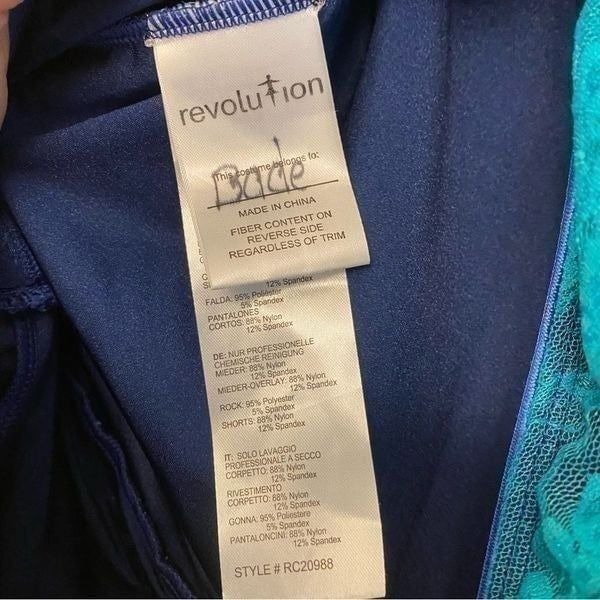 revolution
This costume belongs to:
Bade
MADE IN CHINA
FIBER CONTENT ON
REVERSE SIDE
REGARDLESS OF TRIM
12% Spandex
FALDA: 95% Poliéster
5% Spandex
PANTALONES
CORTOS: 88% Nylon
12% Spandex
DE: NUR PROFESSIONELLE
CHEMISCHE REINIGUNG
MIEDER: 88% Nylon
12% Spandex
MIEDER-OVERLAY: 88% Nylon
12% Spandex
ROCK: 95% Polyester
5% Spandex
SHORTS: 88% Nylon
12% Spandex
IT: SOLO LAVAGGIO
PROFESSIONALE A SECCO
CORPETTO: 88% Nylon
12% Spandex
RIVESTIMENTO
CORPETTO: 88% Nylon
12% Spandex
GONNA: 95% Poliestere
5% Spandex
PANTALONCINI: 88% Nylon
12% Spandex
STYLE # RC20988